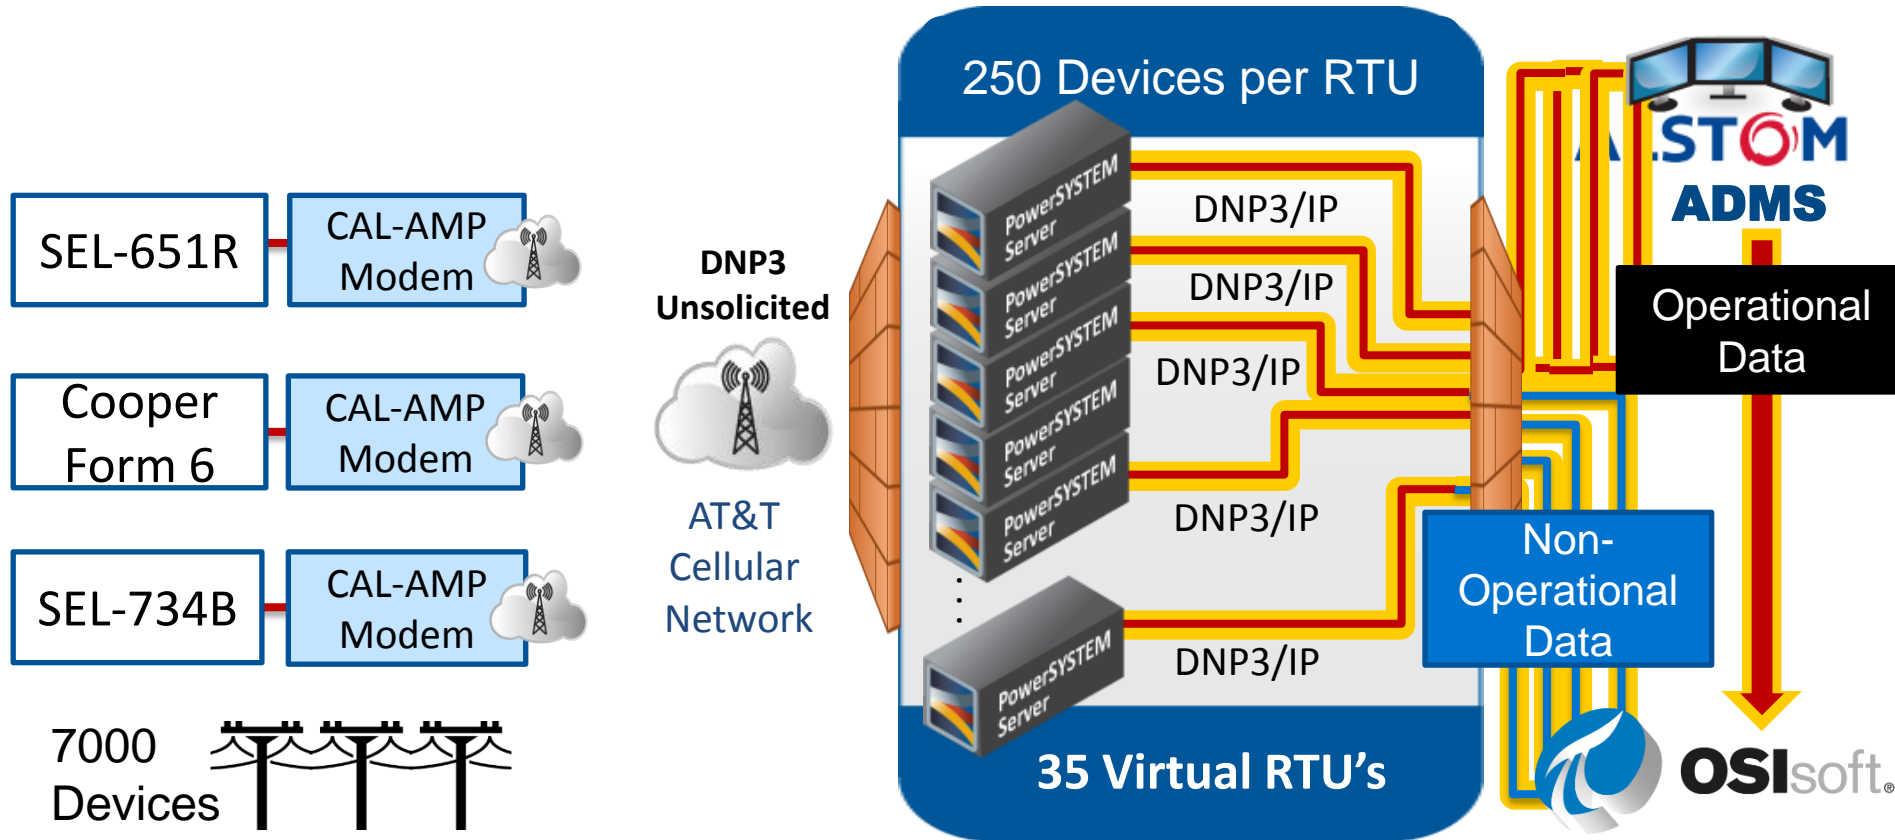 250 Devices per RTU
SEL-651R
CAL-AMP
Modem
Cooper
Form 6
CAL-AMP
Modem
SEL-734B
CAL-AMP
Modem
7000
Devices
DNP3
Unsolicited
AT&T
Cellular
Network
PowerSYSTEM
Server
PowerSYSTEM
Server
PowerSYSTEM
Server
PowerSYSTEM
Server
PowerSYSTEM
Server
PowerSYSTEM
Server
DNP3/IP
DNP3/IP
DNP3/IP
DNP3/IP
DNP3/IP
35 Virtual RTU's
ALSTOM
ADMS
Operational
Data
Non-
Operational
Data
OSIsoft®